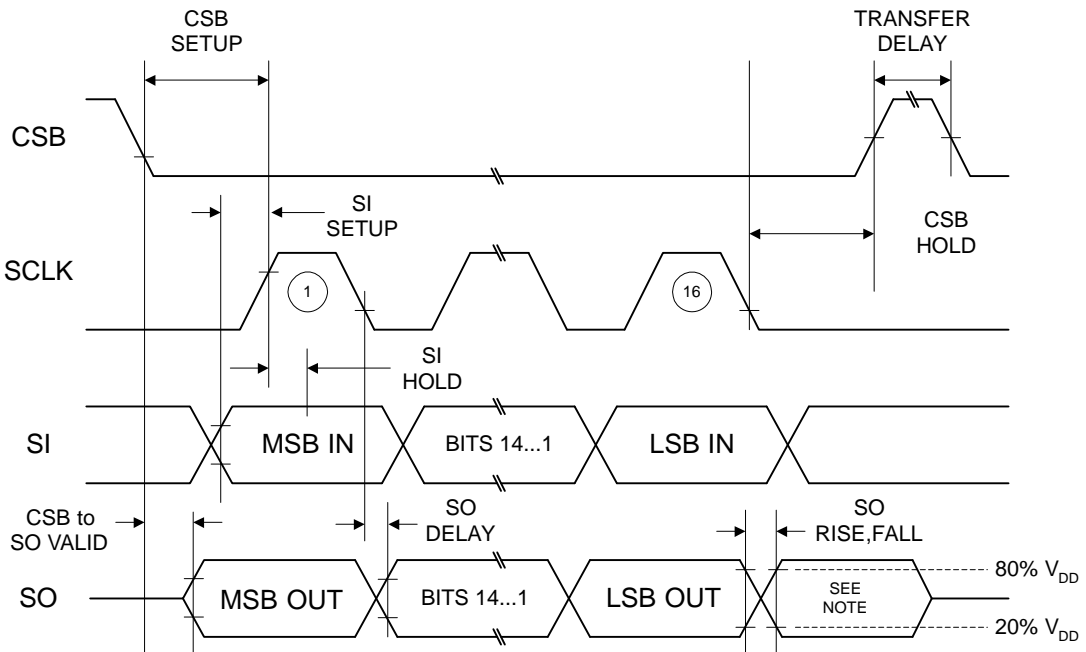 CSB
SETUP
TRANSFER
DELAY
CSB
SI
SETUP
CSB
HOLD
SCLK
1
16
SI
HOLD
SI
MSB IN
BITS 14...1
LSB IN
CSB to
SO VALID
SO
DELAY
SO
RISE,FALL
80% VDD
SO
MSB OUT
BITS 14...1
LSB OUT
SEE
NOTE
20% VDD